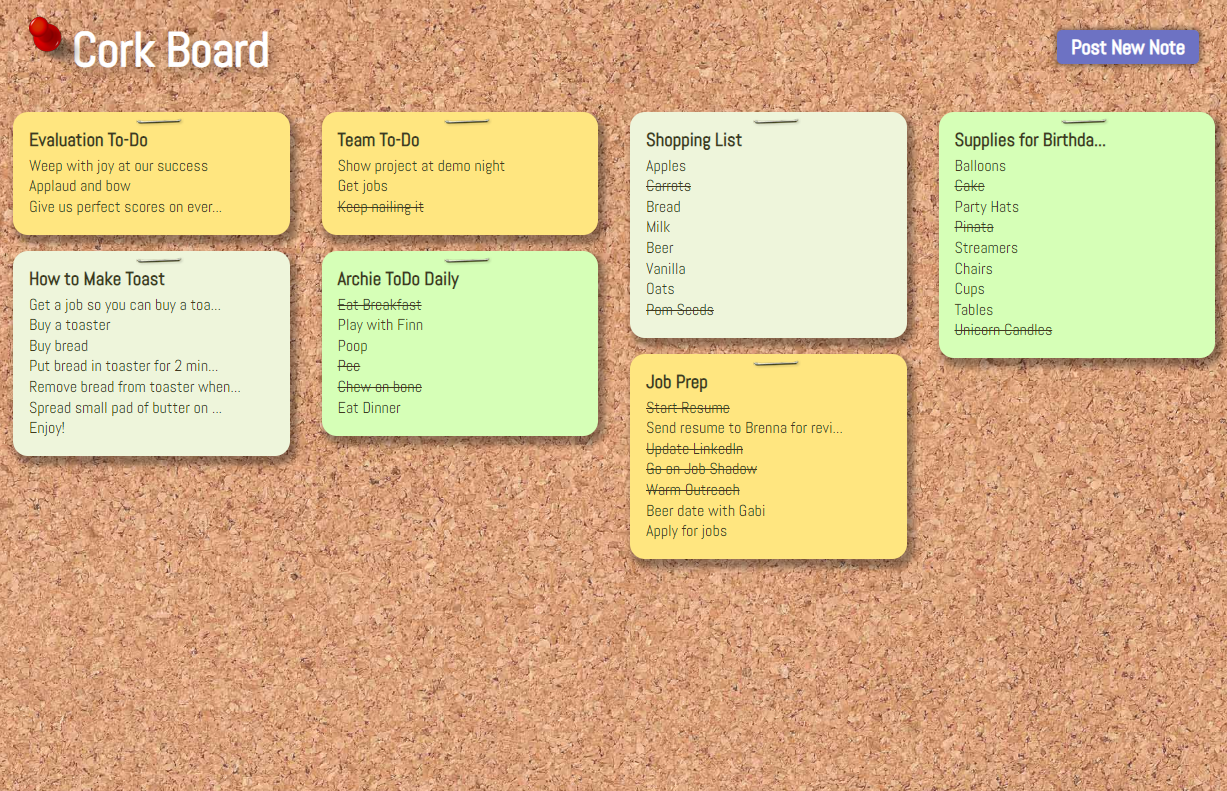 Cork Board
Post New Note
Evaluation To-Do
Weep with joy at our success
Applaud and bow
Give us perfect scores on ever...
How to Make Toast
Get a job so you can buy a toa...
Buy a toaster
Buy bread
Put bread in toaster for 2 min...
Remove bread from toaster when...
Spread small pad of butter on ...
Enjoy!
Team To-Do
Show project at demo night
Get jobs
Keep nailing it
Archie ToDo Daily
Eat Breakfast
Play with Finn
Poop
Pee
Chew on bone
Eat Dinner
Shopping List
Apples
Carrots
Bread
Milk
Beer
Vanilla
Oats
Pom Seeds
Job Prep
Start Resume
Send resume to Brenna for revi...
Update LinkedIn
Go on Job Shadow
Warm Outreach
Beer date with Gabi
Apply for jobs
Supplies for Birthda...
Balloons
Cake
Party Hats
Pinata
Streamers
Chairs
Cups
Tables
Unicorn Candles